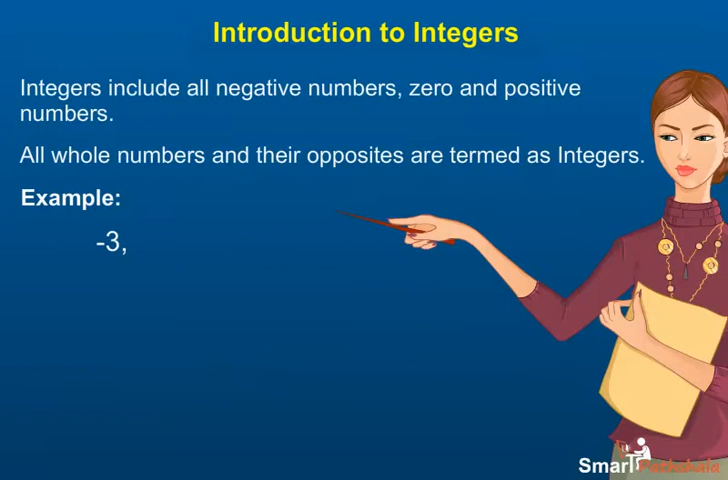 Introduction to Integers
Integers include all negative numbers, zero and positive
numbers.
All whole numbers and their opposites are termed as Integers.
Example:
-3,
Smart Pathshala